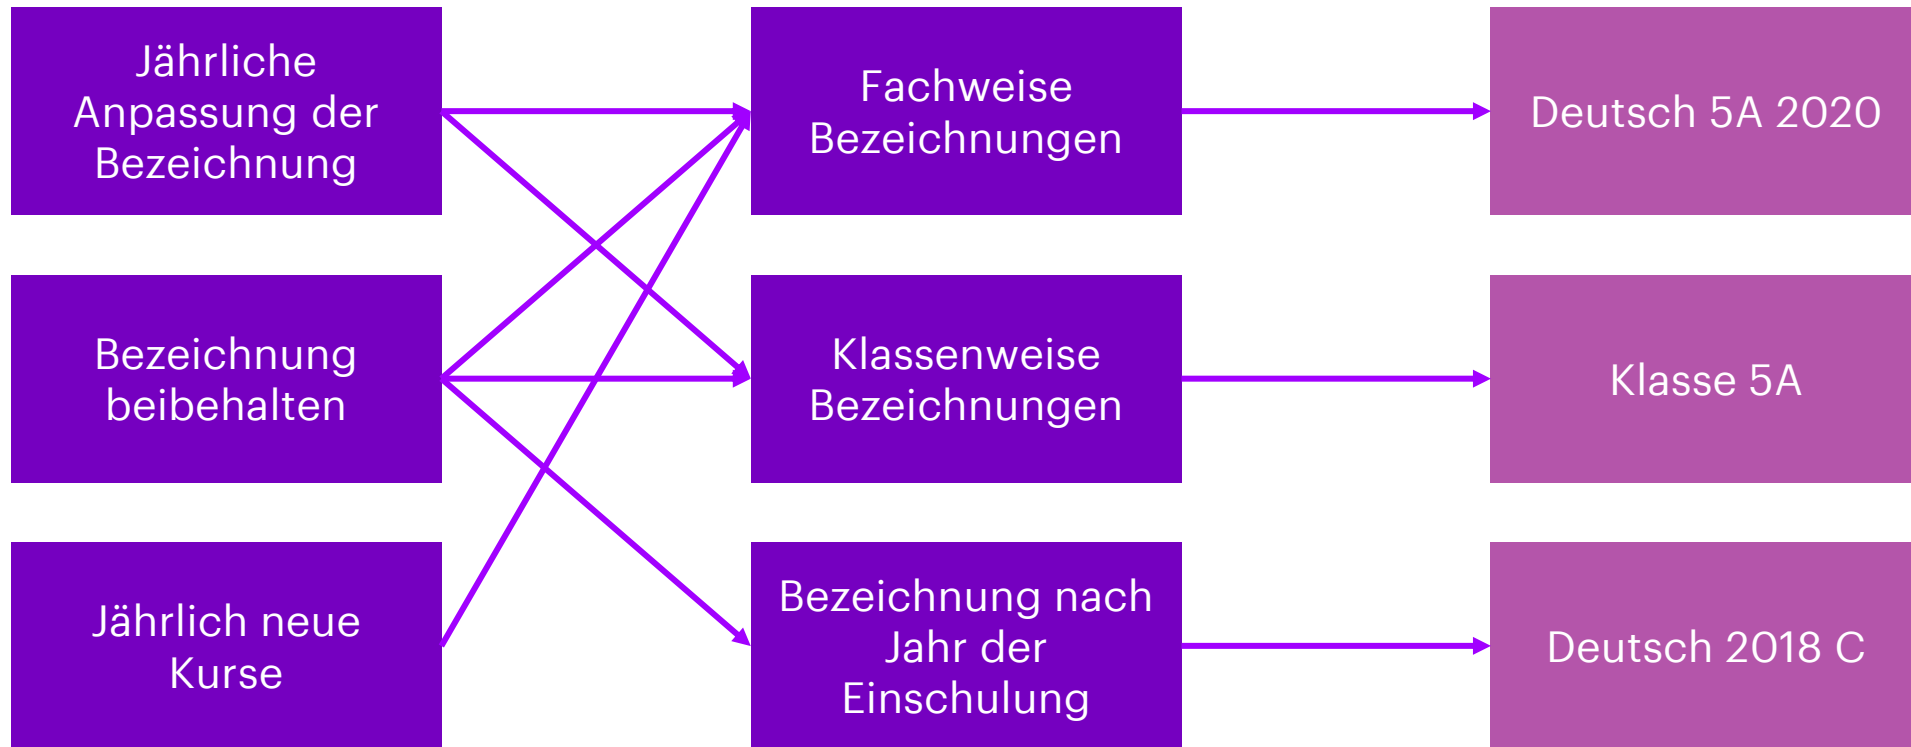 Jährliche
Anpassung der
Bezeichnung
Fachweise
Bezeichnungen
Deutsch 5A 2020
Bezeichnung
beibehalten
Klassenweise
Bezeichnungen
Klasse 5A
Jährlich neue
Kurse
Bezeichnung nach
Jahr der
Einschulung
Deutsch 2018 C